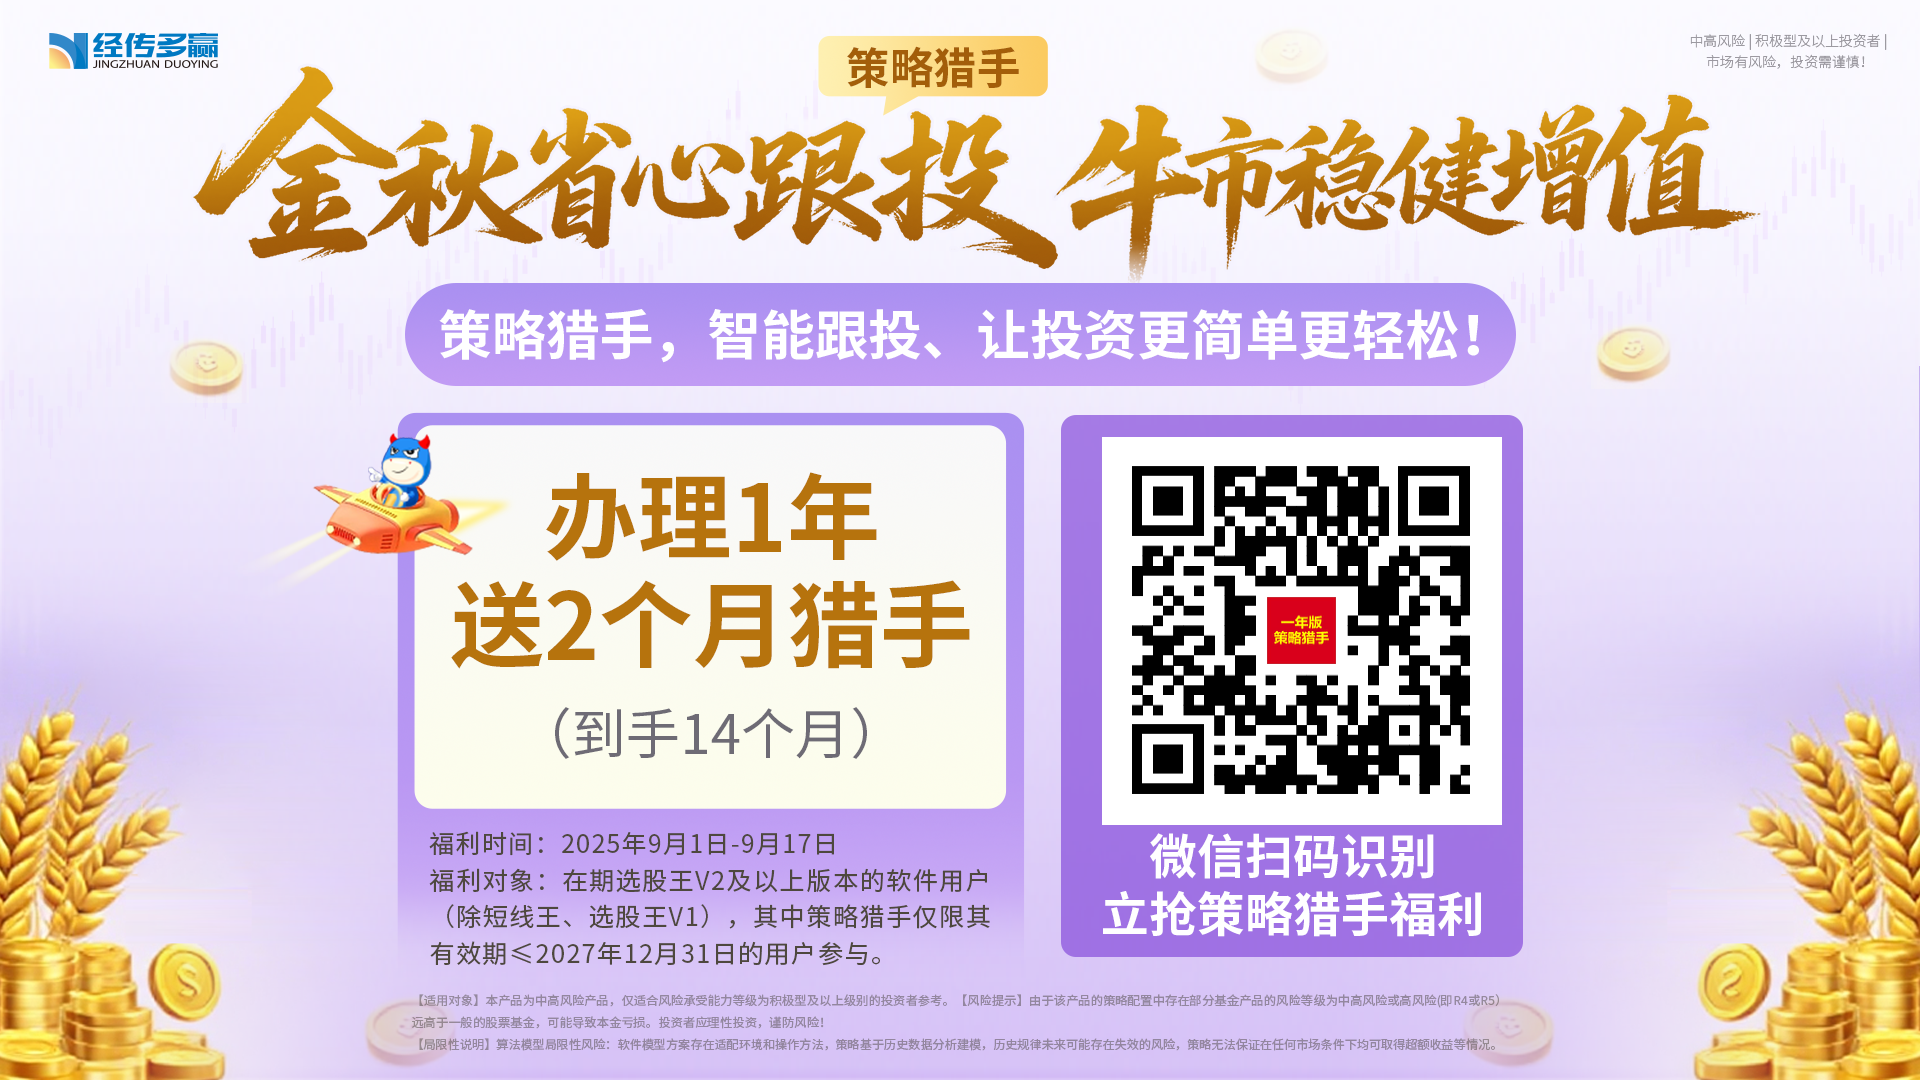 经传多赢
JINGZHUAN DUOYING
中高风险 | 积极型及以上投资者 |
市场有风险，投资需谨慎！
策略猎手
金秋省心跟投 牛市稳健增值
策略猎手，智能跟投、让投资更简单更轻松！
办理1年
送2个月猎手
（到手14个月）
福利时间：2025年9月1日-9月17日
福利对象：在期选股王V2及以上版本的软件用户
（除短线王、选股王V1），其中策略猎手仅限其
有效期≤2027年12月31日的用户参与。
一年版
策略猎手
微信扫码识别
立抢策略猎手福利
【适用对象】本产品为中高风险产品，仅适合风险承受能力等级为积极型及以上级别的投资者参考。【风险提示】由于该产品的策略配置中存在部分基金产品的风险等级为中高风险或高风险(即R4或R5)
远高于一般的股票基金，可能导致本金亏损。投资者应理性投资，谨防风险！
【局限性说明】算法模型局限性风险：软件模型方案存在适配环境和操作方法，策略基于历史数据分析建模，历史规律未来可能存在失效的风险，策略无法保证在任何市场条件下均可取得超额收益等情况。